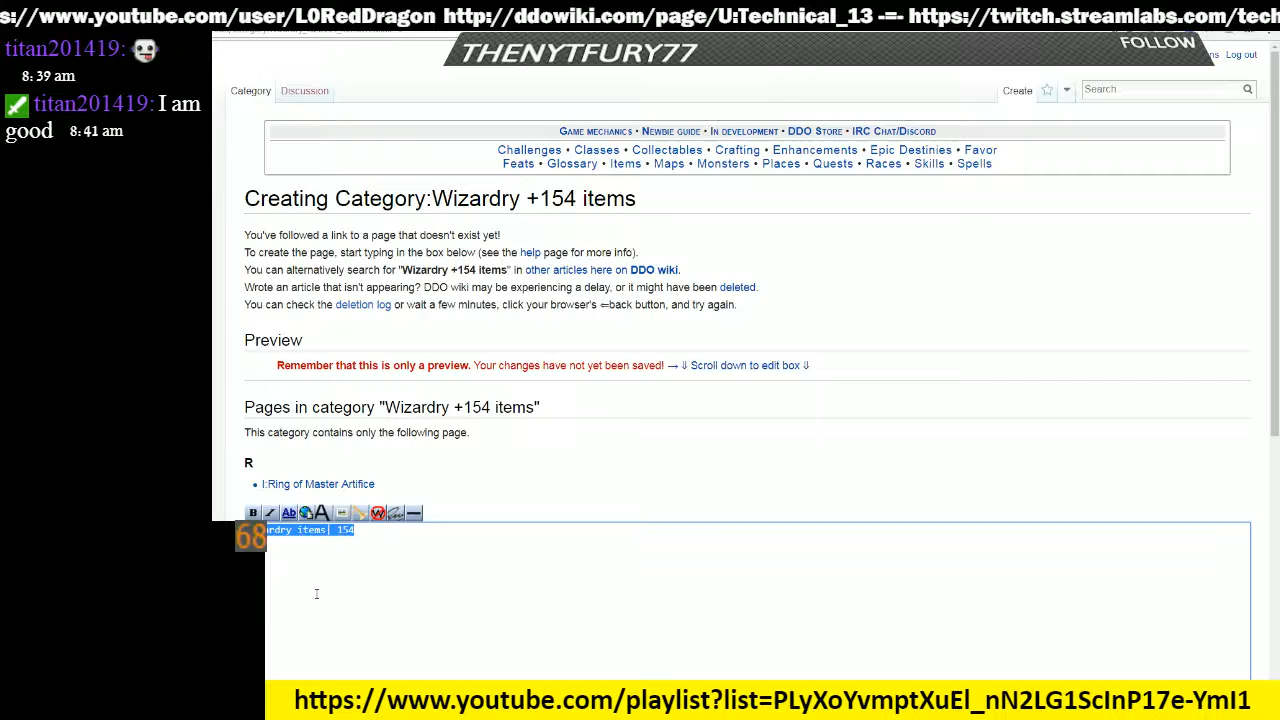 s://www.youtube.com/user/L0RedDragon http://ddowiki.com/page/U:Technical_13 -=- https://twitch.streamlabs.com/tech
titan201419:
8:39 am
titan201419: I am
good 8:41 am
THENYTFURY77
FOLLOW
ns Log out
Category Discussion Create Search
Game mechanics • Newbie guide • In development • DDO Store • IRC Chat/Discord
Challenges • Classes • Collectables • Crafting • Enhancements • Epic Destinies • Favor
Feats • Glossary • Items • Maps • Monsters • Places • Quests • Races • Skills • Spells
Creating Category:Wizardry +154 items
You've followed a link to a page that doesn't exist yet!
To create the page, start typing in the box below (see the help page for more info).
You can alternatively search for "Wizardry +154 items" in other articles here on DDO wiki.
Wrote an article that isn't appearing? DDO wiki may be experiencing a delay, or it might have been deleted.
You can check the deletion log or wait a few minutes, click your browser's ⇐back button, and try again.
Preview
Remember that this is only a preview. Your changes have not yet been saved! → ⇓ Scroll down to edit box ⇓
Pages in category "Wizardry +154 items"
This category contains only the following page.
R
• I:Ring of Master Artifice
B I Ab A W
68 ardry items| 154
https://www.youtube.com/playlist?list=PLyXoYvmptXuEl_nN2LG1ScInP17e-YmI1